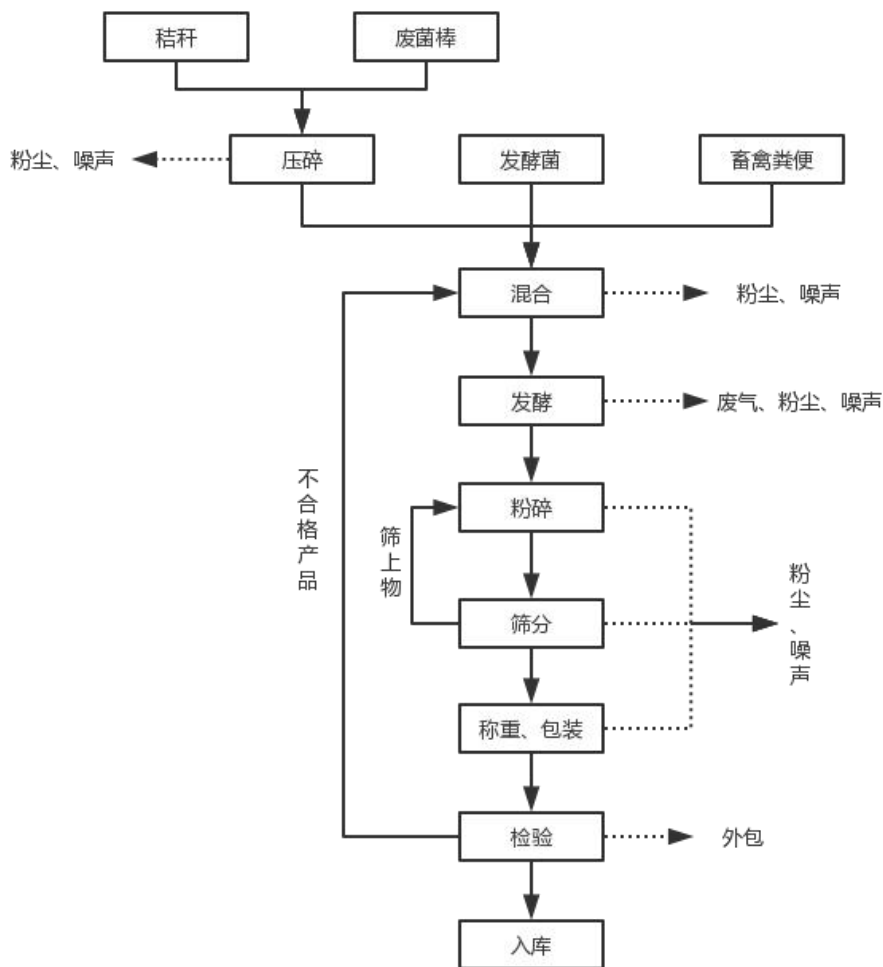 秸秆
废菌棒
粉尘、噪声
压碎
发酵菌
畜禽粪便
混合
粉尘、噪声
发酵
废气、粉尘、噪声
不合格产品
筛上物
粉碎
粉尘、噪声
筛分
称重、包装
检验
外包
入库